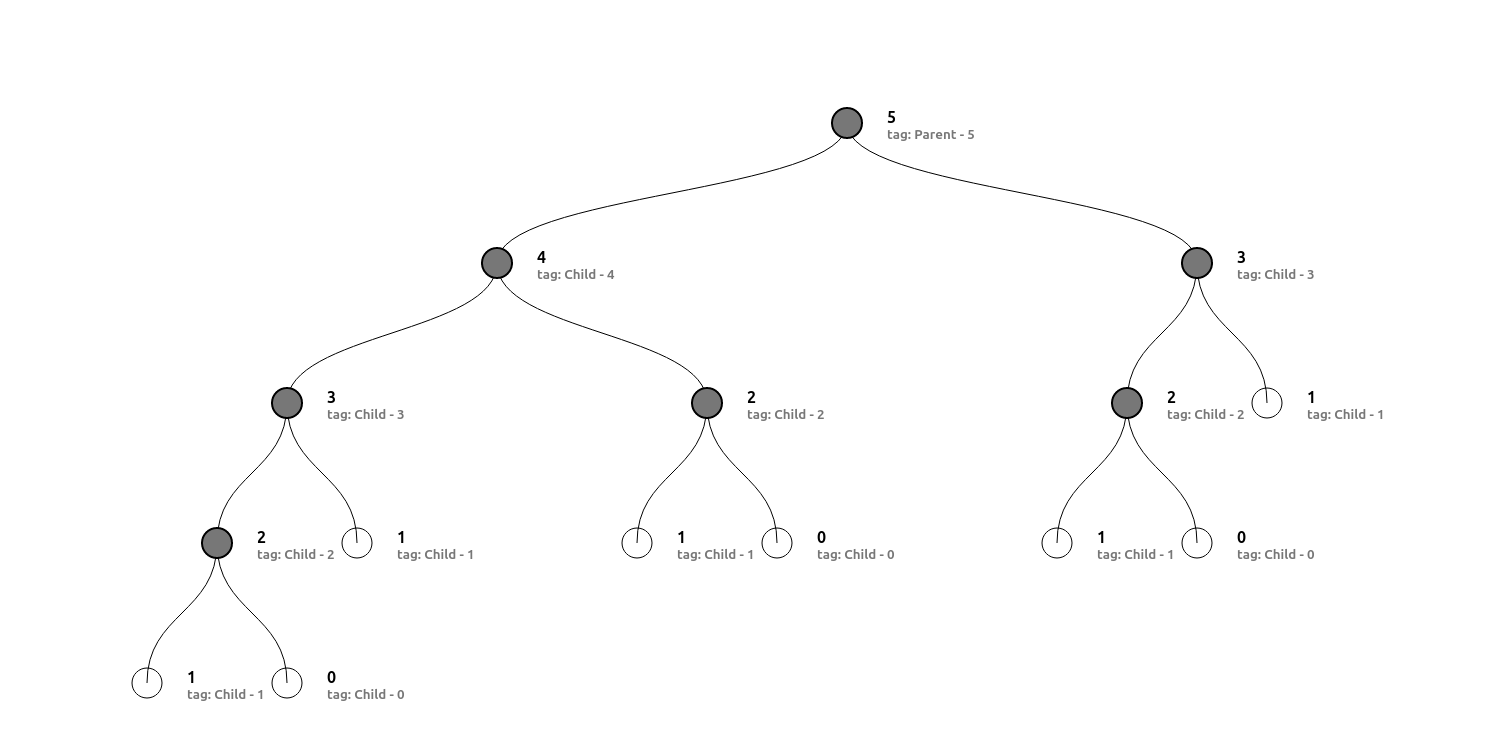 5
tag: Parent - 5
4
tag: Child - 4
3
tag: Child - 3
3
tag: Child - 3
2
tag: Child - 2
2
tag: Child - 2
1
tag: Child - 1
2
tag: Child - 2
1
tag: Child - 1
1
tag: Child - 1
0
tag: Child - 0
1
tag: Child - 1
0
tag: Child - 0
1
tag: Child - 1
0
tag: Child - 0